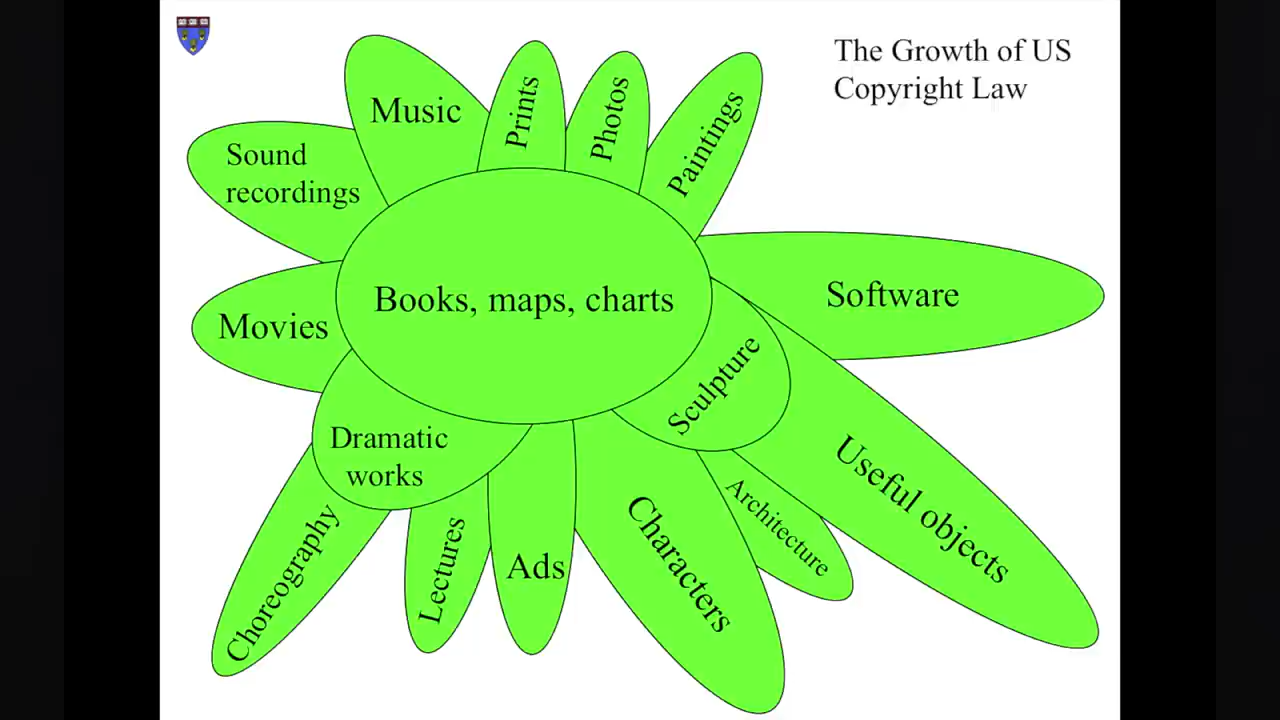 The Growth of US
Copyright Law
Music
Prints
Photos
Paintings
Sound
recordings
Books, maps, charts
Software
Movies
Sculpture
Dramatic
works
Useful objects
Architecture
Characters
Choreography
Lectures
Ads